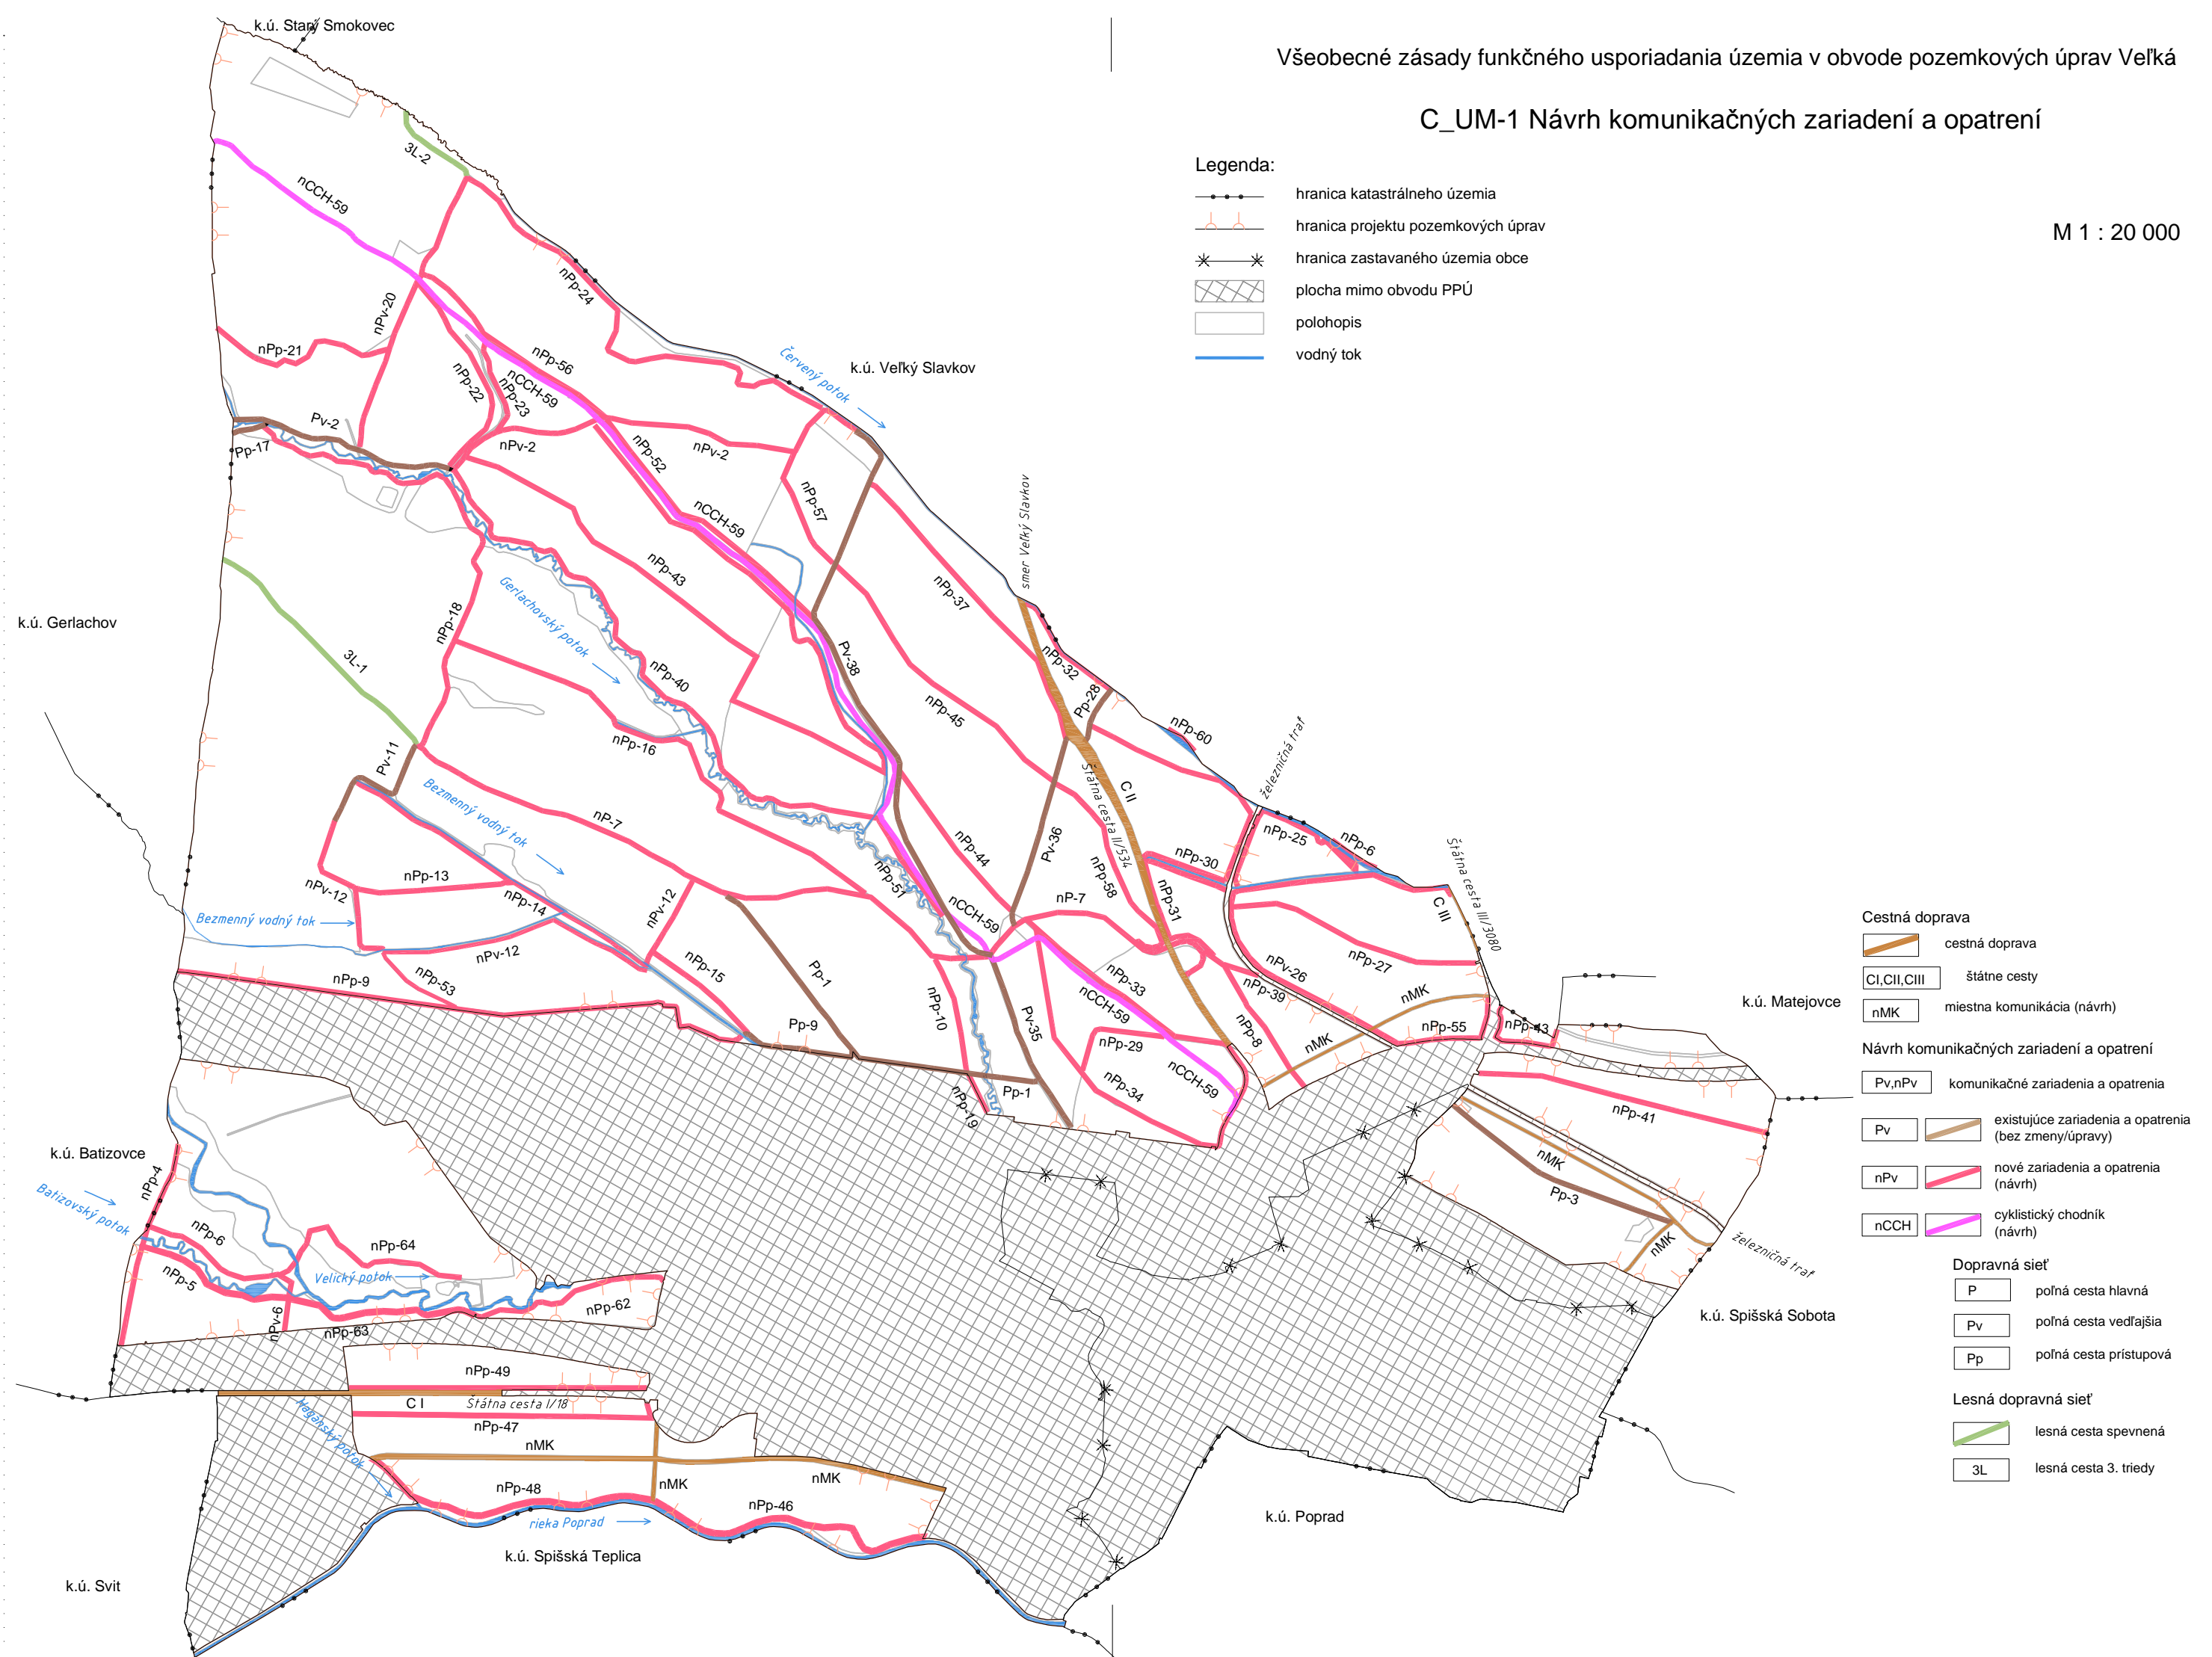 Všeobecné zásady funkčného usporiadania územia v obvode pozemkových úprav Veľká
C_UM-1 Návrh komunikačných zariadení a opatrení
M 1 : 20 000
Legenda:
hranica katastrálneho územia
hranica projektu pozemkových úprav
hranica zastavaného územia obce
plocha mimo obvodu PPÚ
polohopis
vodný tok
k.ú. Starý Smokovec
3L-2
nCCH-59
nPp-24
nPv-20
nPp-21
nPp-56
nPp-22
nCCH-59
nPp-23
Červený potok
k.ú. Veľký Slavkov
Pv-2
Pp-17
nPv-2
nPp-52
nPv-2
nCCH-59
nPp-57
smer Veľký Slavkov
nPp-43
nPp-37
Gerlachovský potok
nPp-18
k.ú. Gerlachov
3L-1
nPp-40
Pv-38
nPp-32
Pp-28
nPp-45
nPp-60
nPp-16
Pv-11
železničná trať
Štátna cesta II/534
C II
Bezmenný vodný tok
nP-7
nPp-44
Pv-36
nPp-25
nPp-6
nPp-30
Štátna cesta III/3080
nPp-13
nPv-12
nPp-14
nPp-51
nPp-58
nP-7
nPp-31
C III
Bezmenný vodný tok
nPv-12
nCCH-59
nPv-12
nPp-15
nPp-9
nPp-53
Pp-1
nPp-10
nPp-33
nCCH-59
nPv-26
nPp-27
nPp-39
nMK
k.ú. Matejovce
Pp-9
Pv-35
nPp-29
nPp-8
nMK
nPp-55
nPp-43
Pp-1
nPp-19
nPp-34
nCCH-59
nPp-41
nMK
Pp-3
nMK
železničná trať
k.ú. Spišská Sobota
k.ú. Batizovce
nPp-4
Batizovský potok
nPp-6
nPp-64
nPp-5
Velický potok
nPv-6
nPp-63
nPp-62
nPp-49
C I
Štátna cesta I/18
nPp-47
Hagánsky potok
nMK
nPp-48
nMK
nMK
nPp-46
rieka Poprad
k.ú. Spišská Teplica
k.ú. Poprad
k.ú. Svit
Cestná doprava
cestná doprava
CI,CII,CIII štátne cesty
nMK miestna komunikácia (návrh)
Návrh komunikačných zariadení a opatrení
Pv,nPv komunikačné zariadenia a opatrenia
Pv existujúce zariadenia a opatrenia
(bez zmeny/úpravy)
nPv nové zariadenia a opatrenia
(návrh)
nCCH cyklistický chodník
(návrh)
Dopravná sieť
P poľná cesta hlavná
Pv poľná cesta vedľajšia
Pp poľná cesta prístupová
Lesná dopravná sieť
lesná cesta spevnená
3L lesná cesta 3. triedy